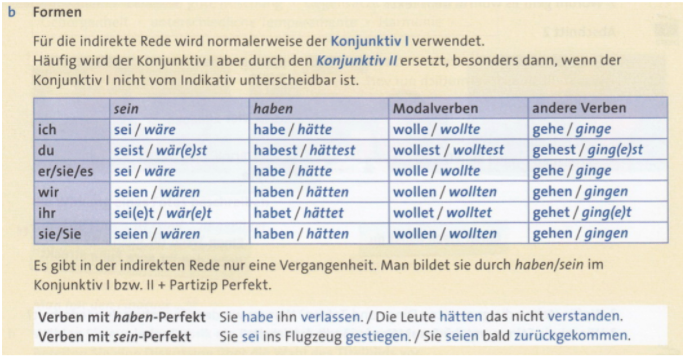 b Formen
Für die indirekte Rede wird normalerweise der Konjunktiv I verwendet.
Häufig wird der Konjunktiv I aber durch den Konjunktiv II ersetzt, besonders dann, wenn der
Konjunktiv I nicht vom Indikativ unterscheidbar ist.
sein haben Modalverben andere Verben
ich sei / wäre habe / hätte wolle / wollte gehe / ginge
du seist / wär(e)st habest / hättest wollest / wolltest gehest / ging(e)st
er/sie/es sei / wäre habe / hätte wolle / wollte gehe / ginge
wir seien / wären haben / hätten wollen / wollten gehen / gingen
ihr sei(e)t / wär(e)t habet / hättet wollet / wolltet gehet / ging(e)t
sie/Sie seien / wären haben / hätten wollen / wollten gehen / gingen
Es gibt in der indirekten Rede nur eine Vergangenheit. Man bildet sie durch haben/sein im
Konjunktiv I bzw. II + Partizip Perfekt.
Verben mit haben-Perfekt Sie habe ihn verlassen. / Die Leute hätten das nicht verstanden.
Verben mit sein-Perfekt Sie sei ins Flugzeug gestiegen. / Sie seien bald zurückgekommen.